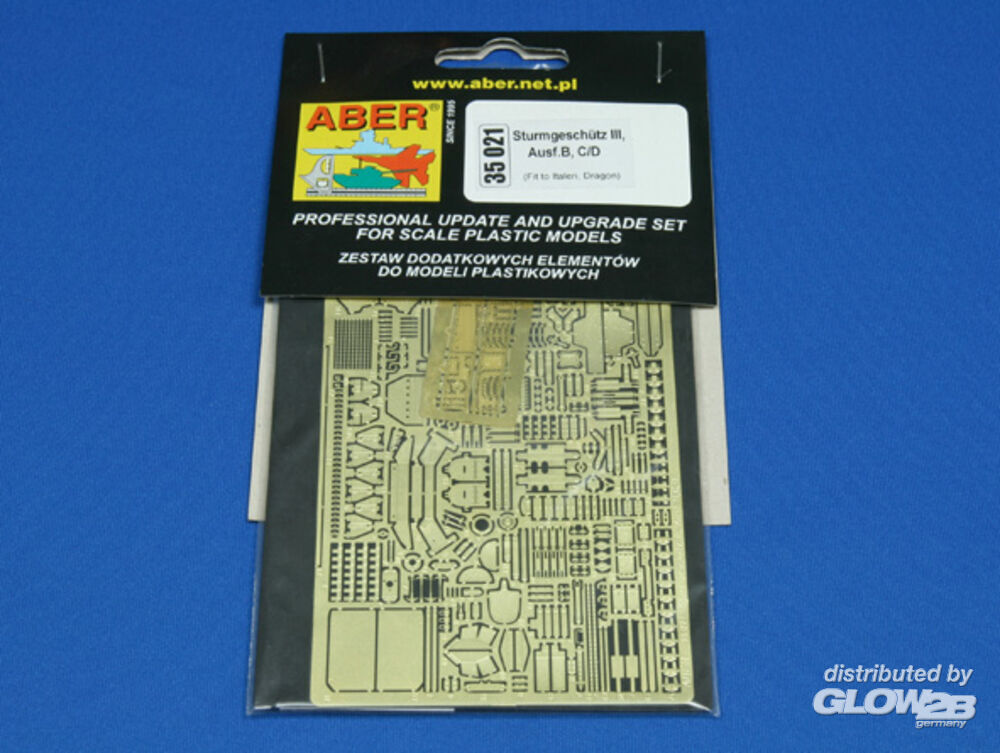 www.aber.net.pl
ABER®
SINCE 1995
35 021
Sturmgeschütz III,
Ausf.B, C/D
(Fit to Italeri, Dragon)
PROFESSIONAL UPDATE AND UPGRADE SET
FOR SCALE PLASTIC MODELS
ZESTAW DODATKOWYCH ELEMENTÓW
DO MODELI PLASTIKOWYCH
distributed by
GLOW2B
germany